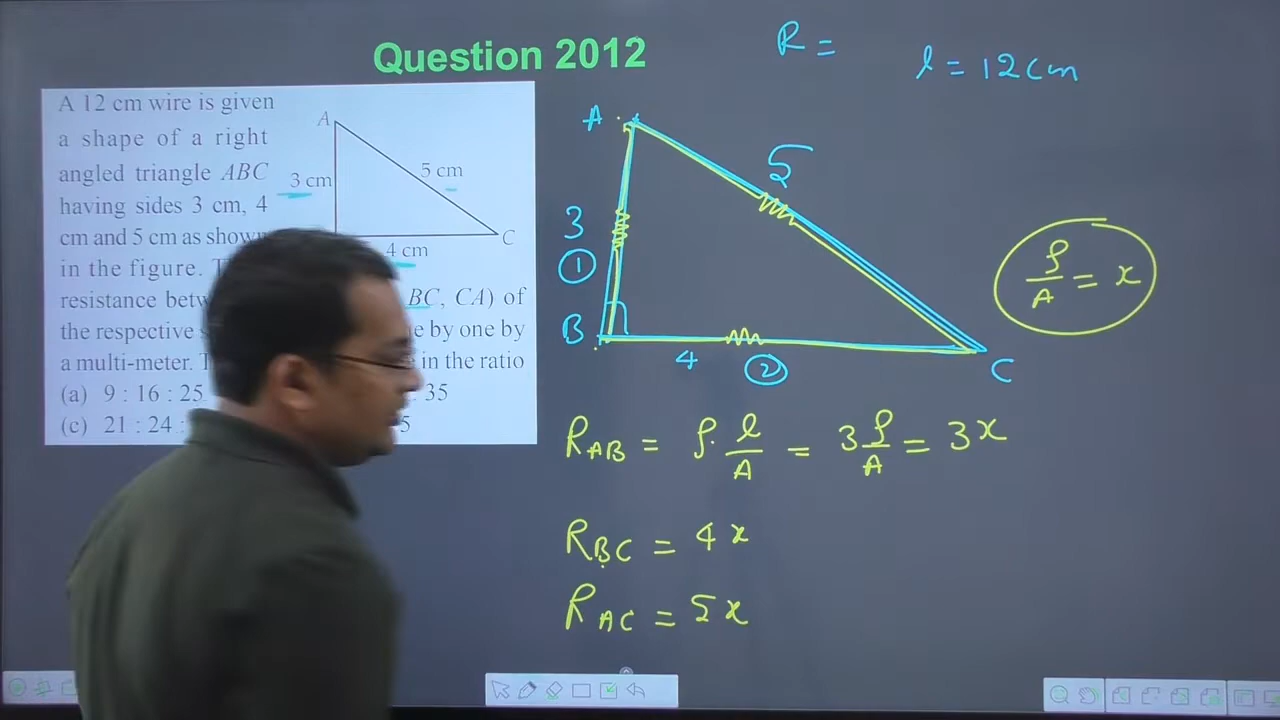 Question 2012
R =
l = 12 cm
A 12 cm wire is given
a shape of a right
angled triangle ABC
having sides 3 cm, 4
cm and 5 cm as shown
in the figure.
resistance BC, CA) of
the respective one by one by
a multi-meter. in the ratio
(a) 9 : 16 : 25 35
(c) 21 : 24 : 5
A
3 cm
5 cm
4 cm
C
A
5
3
①
B
4
②
C
ρ/A = x
R_AB = ρ. l/A = 3 ρ/A = 3x
R_BC = 4x
R_AC = 5x